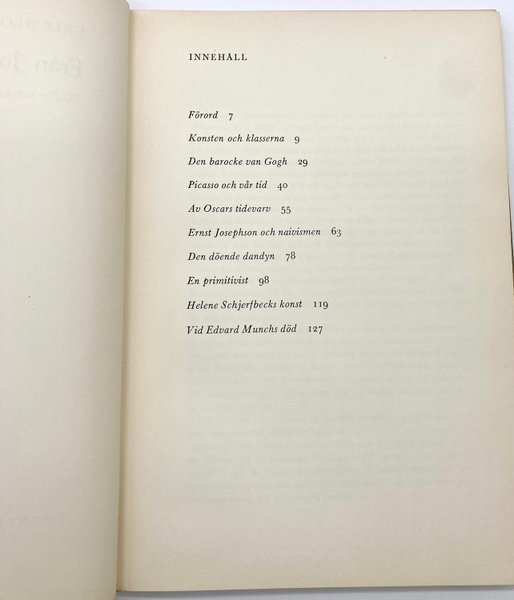 INNEHÅLL
Förord 7
Konsten och klasserna 9
Den barocke van Gogh 29
Picasso och vår tid 40
Av Oscars tidevarv 55
Ernst Josephson och naivismen 63
Den döende dandyn 78
En primitivist 98
Helene Schjerfbecks konst 119
Vid Edvard Munchs död 127